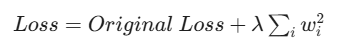 Loss = Original Loss + λ∑ᵢ wᵢ²